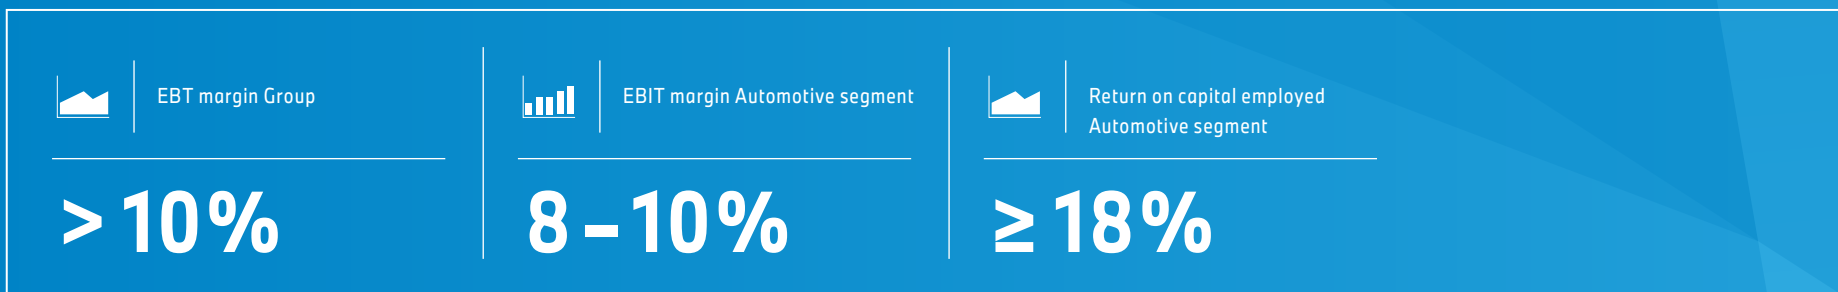 EBT margin Group
> 10%
EBIT margin Automotive segment
8 – 10%
Return on capital employed
Automotive segment
≥ 18%